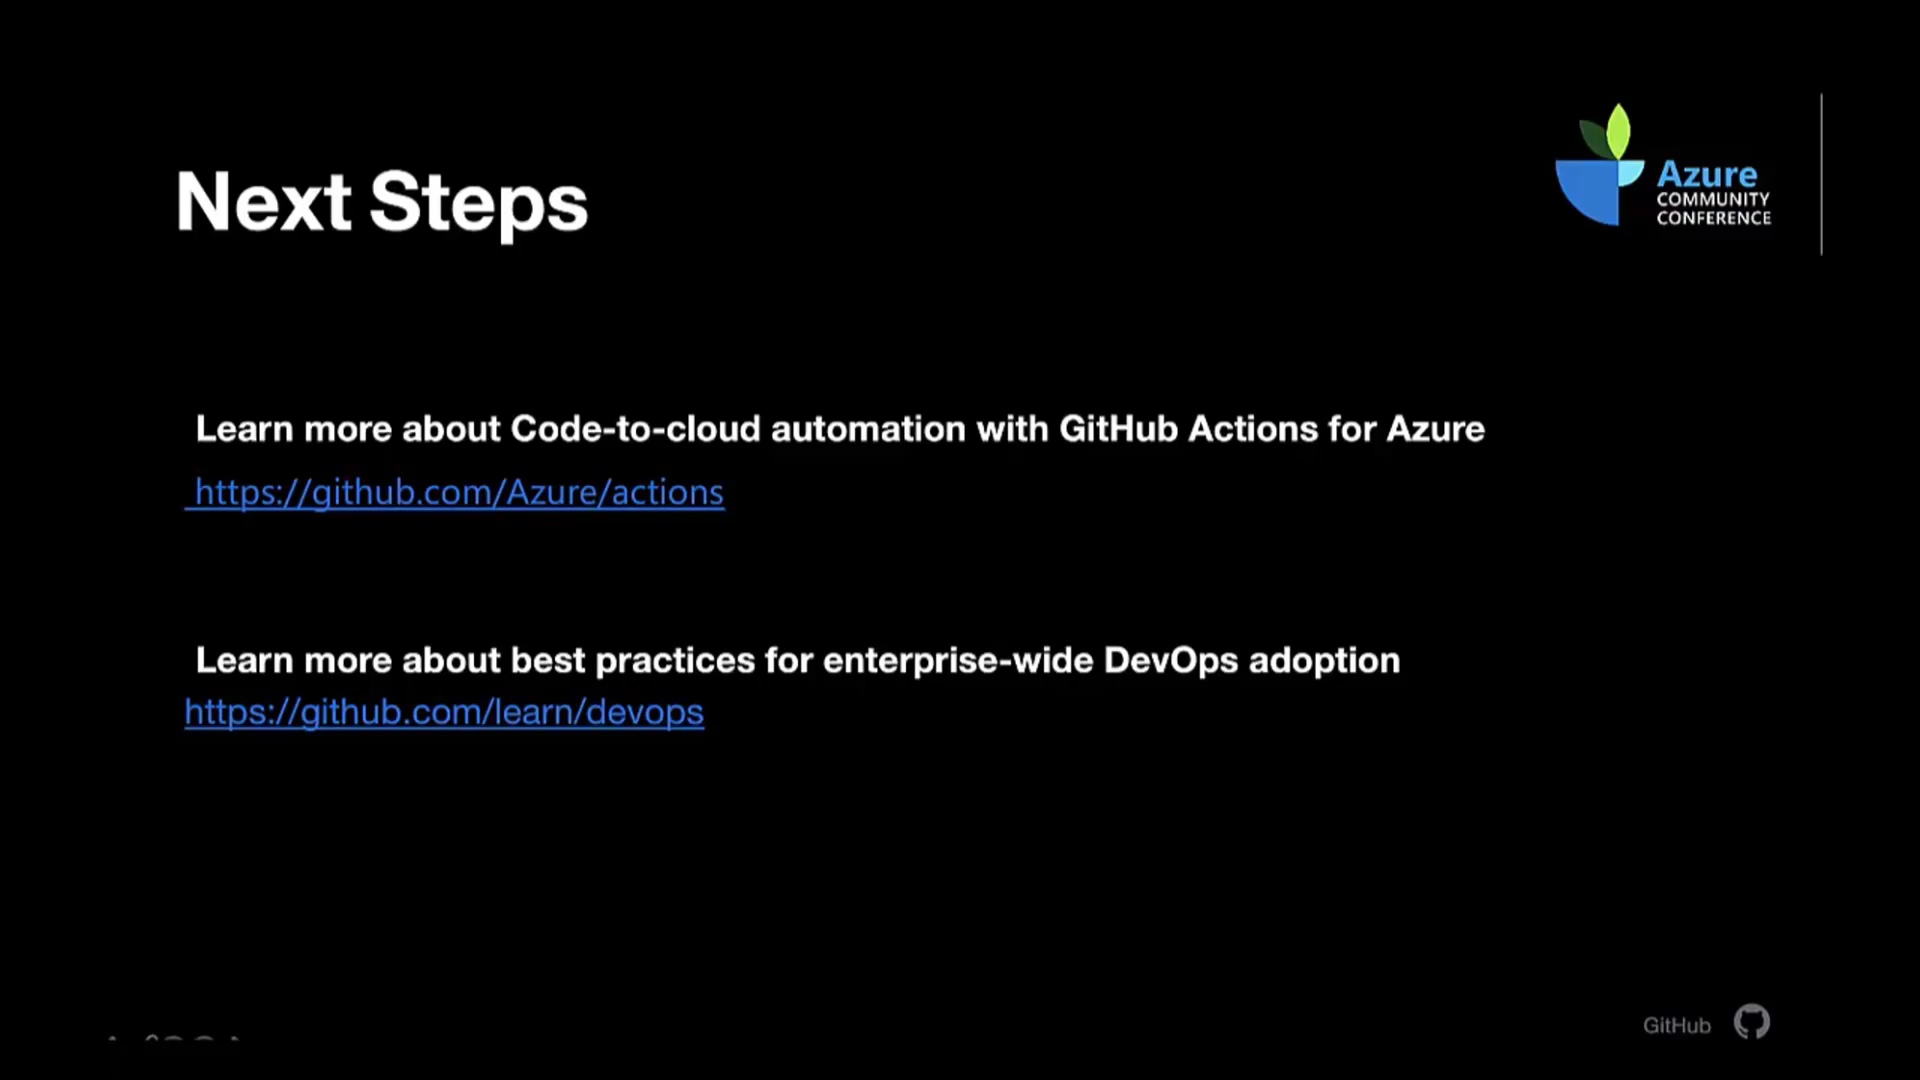 Next Steps
Azure
COMMUNITY
CONFERENCE
Learn more about Code-to-cloud automation with GitHub Actions for Azure
https://github.com/Azure/actions
Learn more about best practices for enterprise-wide DevOps adoption
https://github.com/learn/devops
GitHub